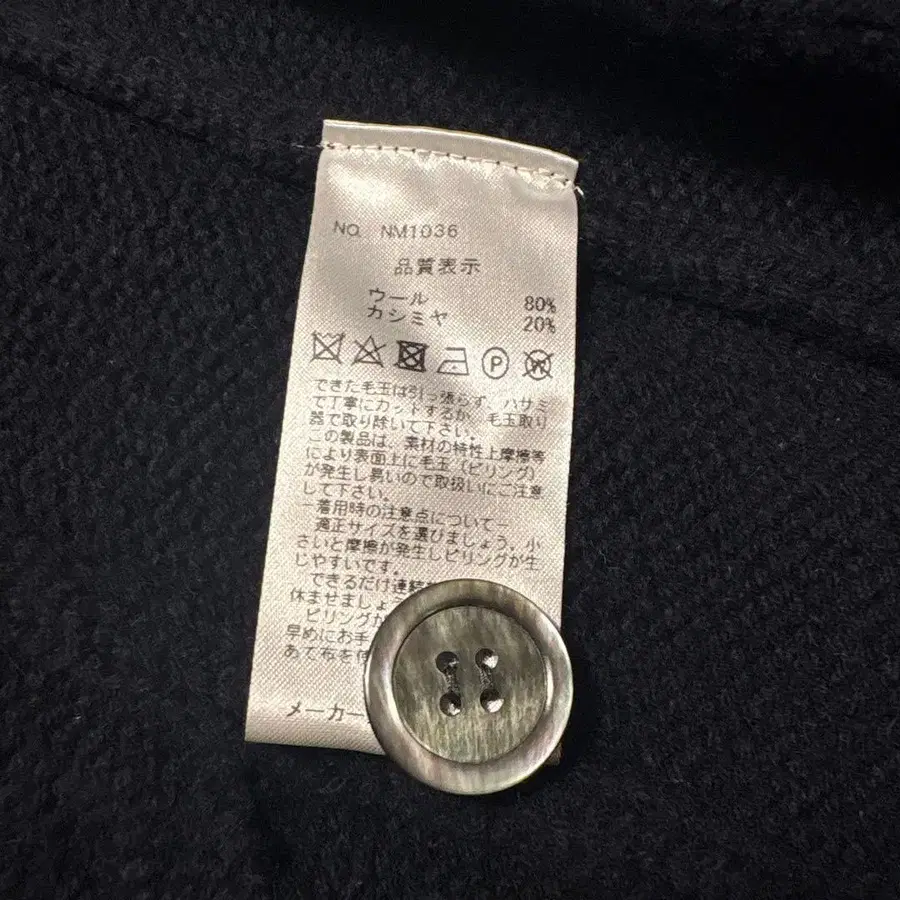 NO. NM1036
品質表示
ウール 80%
カシミヤ 20%
P
W
できた毛玉は引っ張らず、ハサミ
で丁寧にカットするか、毛玉取り
器で取り除いて下さい。
この製品は、素材の特性上摩擦等
により表面上に毛玉(ピリング)
が発生し易いので取扱いにご注意
して下さい。
ー着用時の注意点についてー
適正サイズを選びましょう。小
さいと摩擦が発生しピリングが生
じやすいです。
できるだけ連続
休ませましょう
ピリングが
早めにお手
あて布を使
メーカー